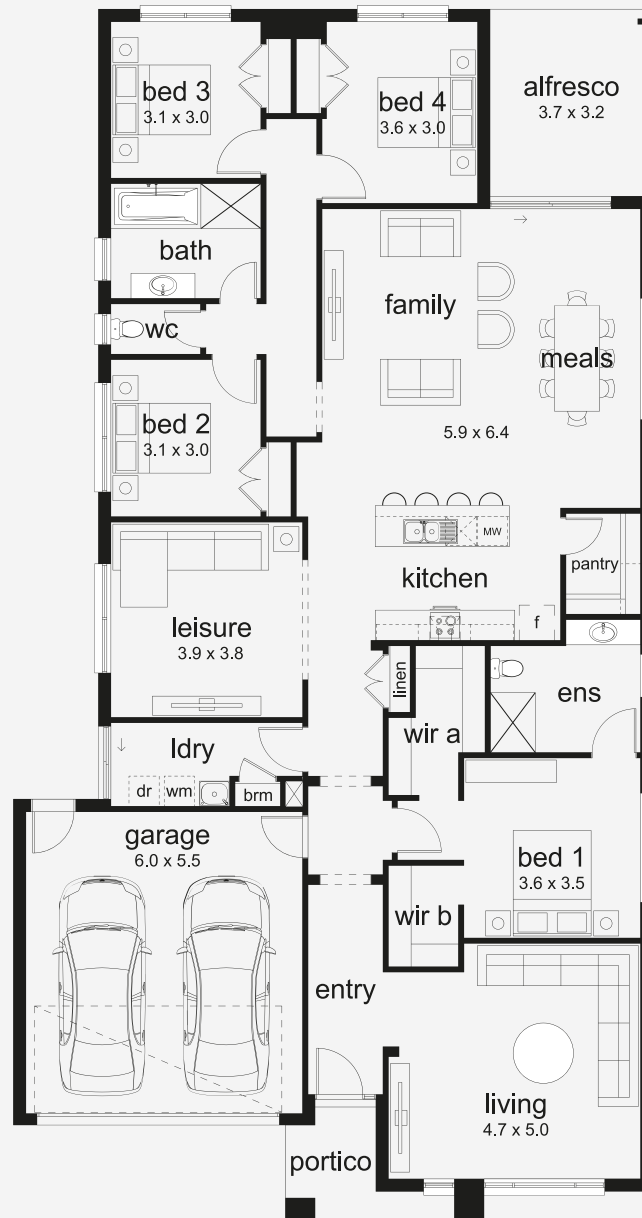 bed 3
3.1 x 3.0
bed 4
3.6 x 3.0
alfresco
3.7 x 3.2
bath
family
meals
wc
5.9 x 6.4
bed 2
3.1 x 3.0
MW
kitchen
pantry
f
leisure
3.9 x 3.8
linen
ens
wir a
ldry
dr
wm
brm
garage
6.0 x 5.5
bed 1
3.6 x 3.5
wir b
entry
living
4.7 x 5.0
portico